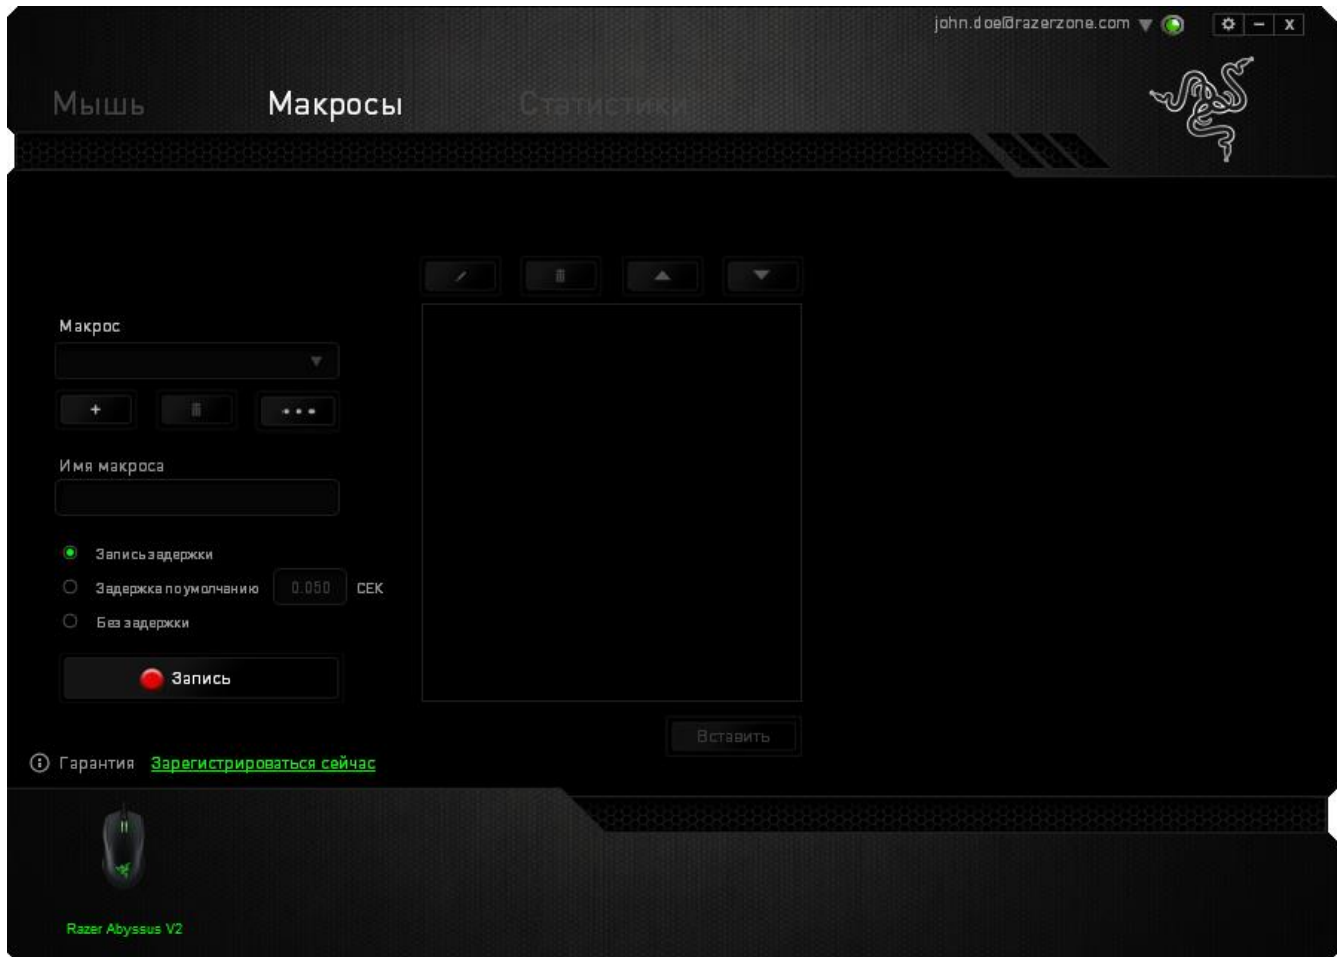 john.doe@razerzone.com
Мышь Макросы Статистики
Макрос
Имя макроса
Запись задержки
Задержка по умолчанию 0.050 СЕК
Без задержки
Запись
Вставить
Гарантия Зарегистрироваться сейчас
Razer Abyssus V2